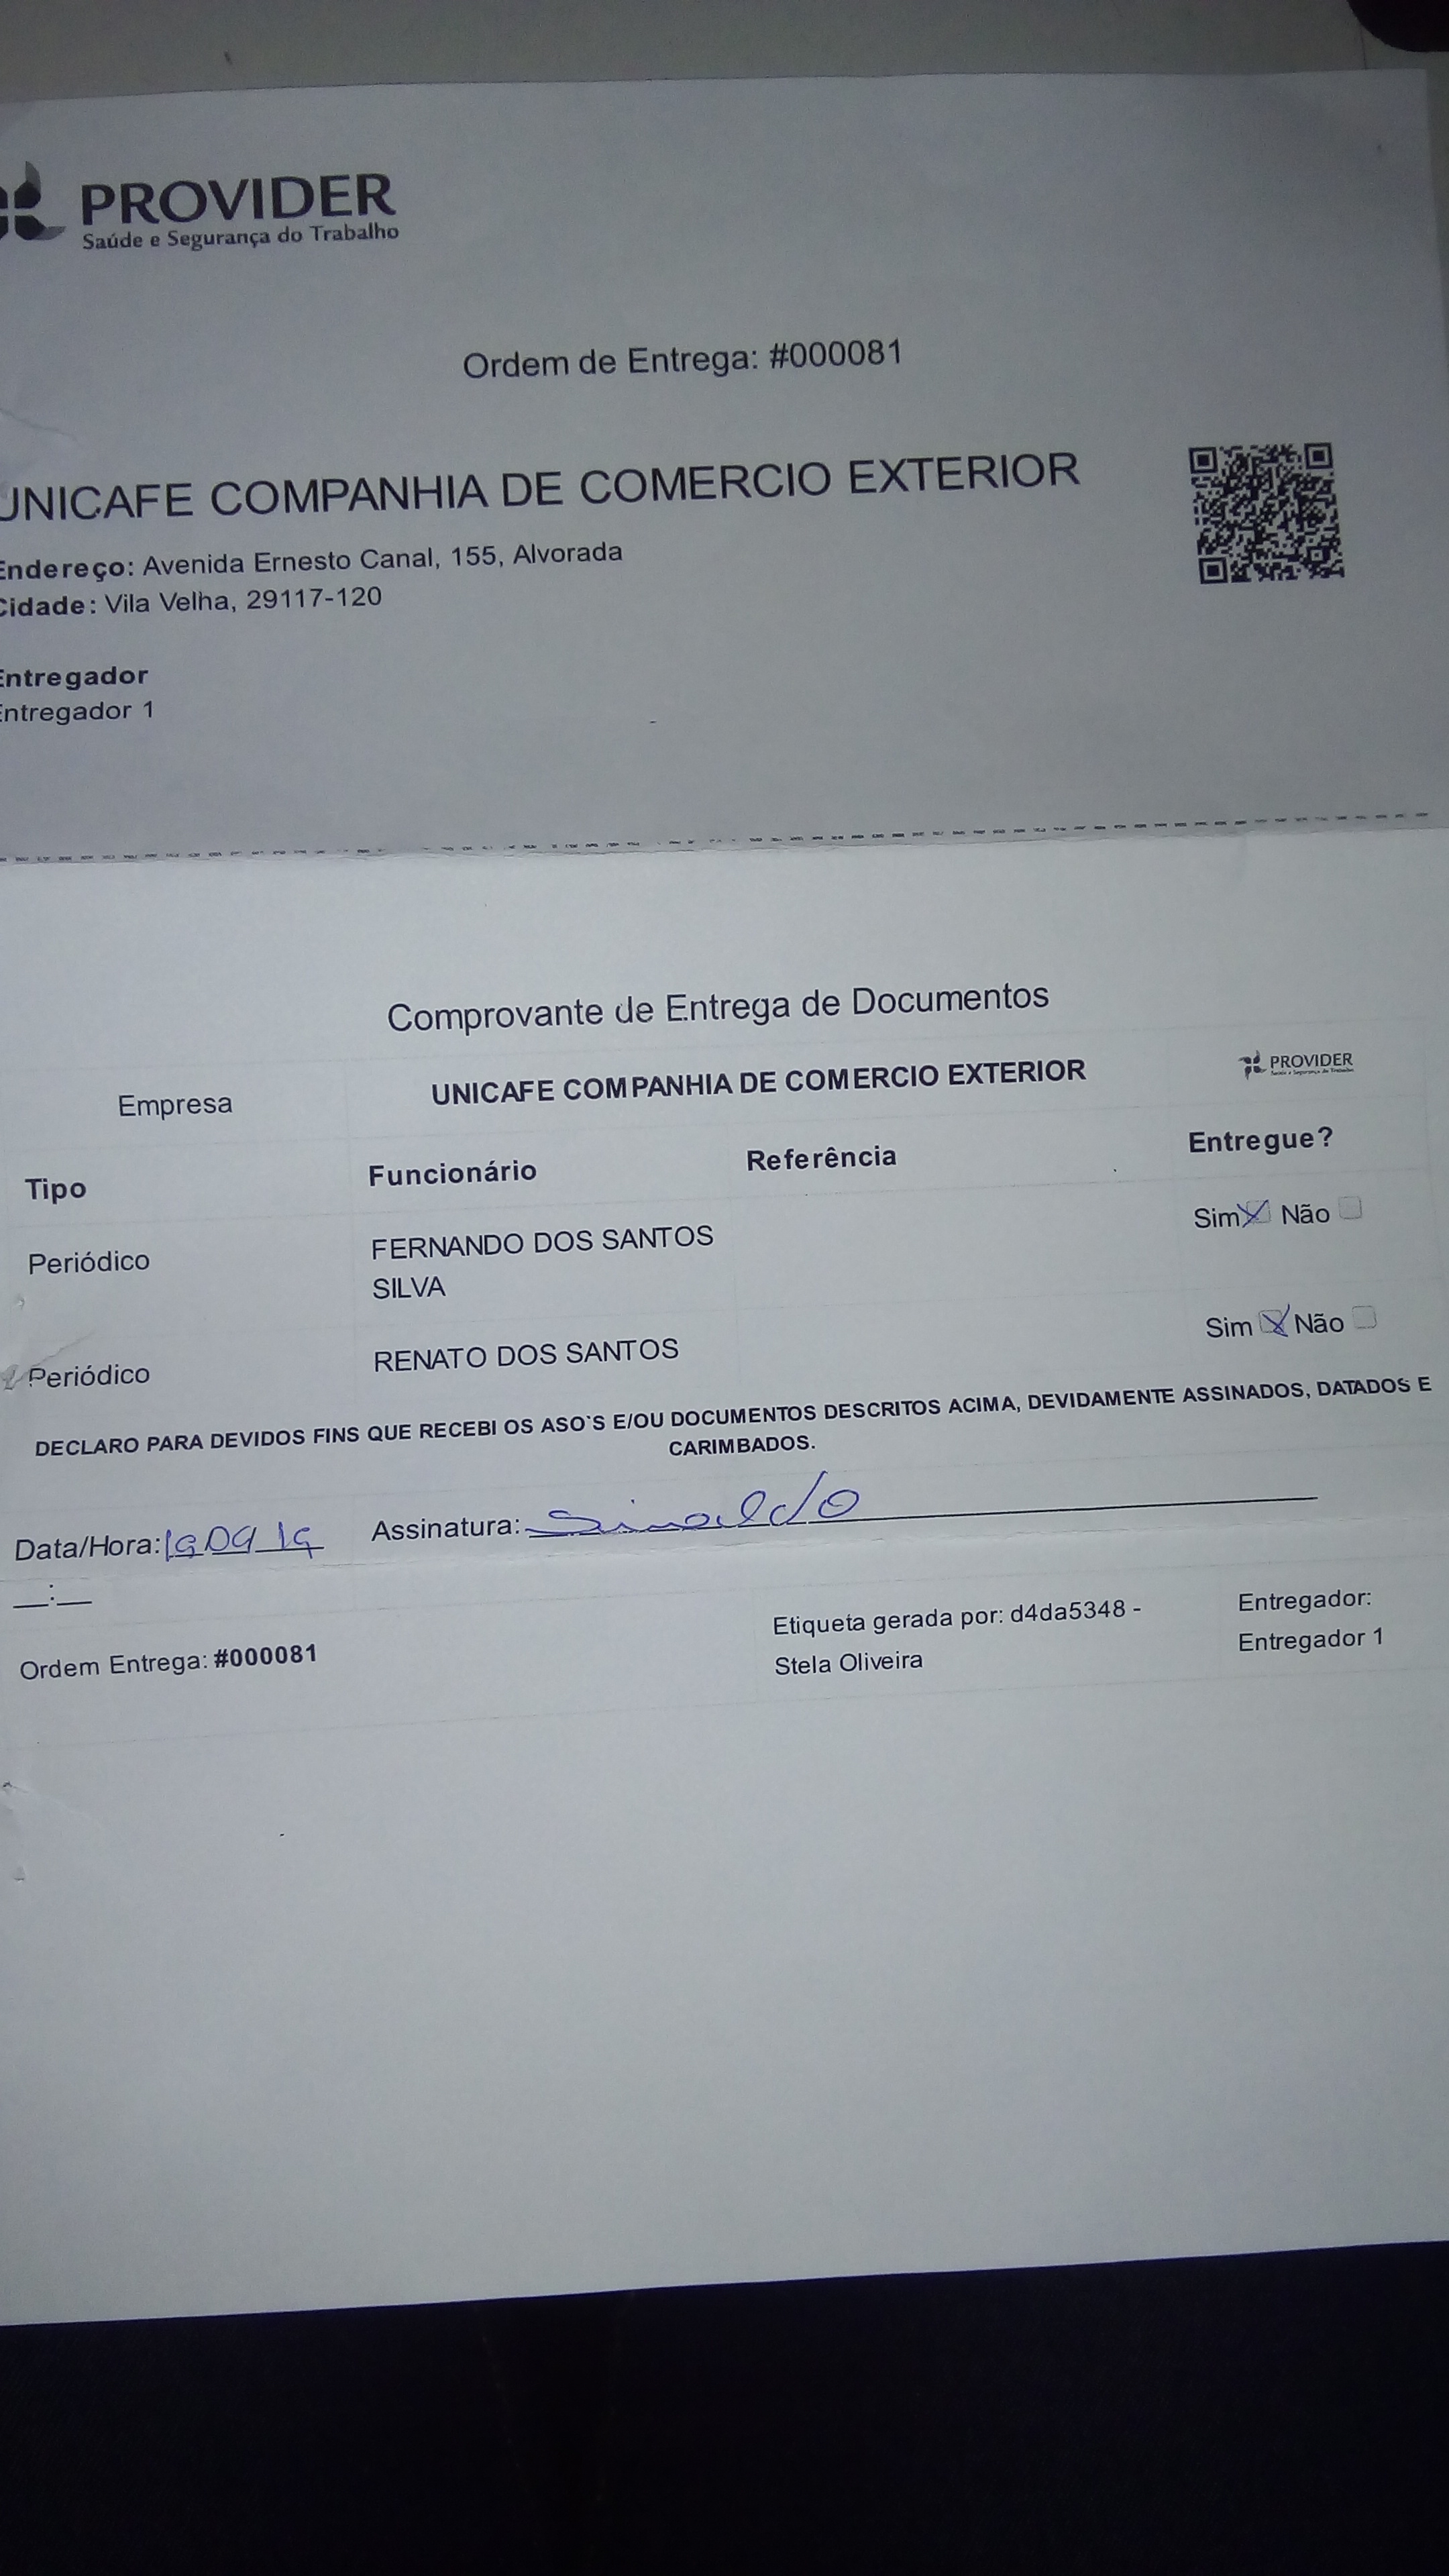 PROVIDER
Saúde e Segurança do Trabalho
Ordem de Entrega: #000081
UNICAFE COMPANHIA DE COMERCIO EXTERIOR
Endereço: Avenida Ernesto Canal, 155, Alvorada
Cidade: Vila Velha, 29117-120
Entregador
Entregador 1
Comprovante de Entrega de Documentos
Empresa UNICAFE COMPANHIA DE COMERCIO EXTERIOR PROVIDER
Saúde e Segurança do Trabalho
Tipo Funcionário Referência Entregue?
Periódico FERNANDO DOS SANTOS Sim Não
SILVA
Periódico RENATO DOS SANTOS Sim Não
DECLARO PARA DEVIDOS FINS QUE RECEBI OS ASO`S E/OU DOCUMENTOS DESCRITOS ACIMA, DEVIDAMENTE ASSINADOS, DATADOS E
CARIMBADOS.
Data/Hora: 19 09 19 Assinatura: Sinaldo
__:__
Ordem Entrega: #000081
Etiqueta gerada por: d4da5348 -
Stela Oliveira
Entregador:
Entregador 1